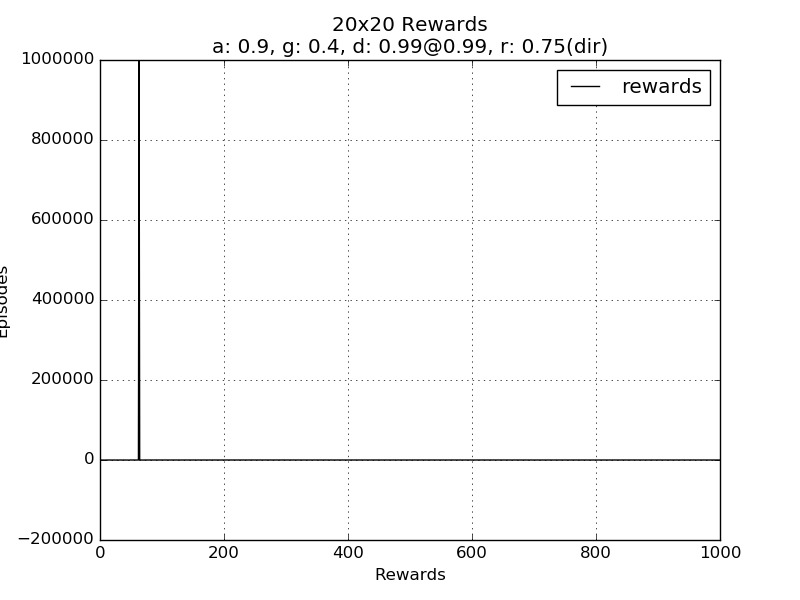 20x20 Rewards
a: 0.9, g: 0.4, d: 0.99@0.99, r: 0.75(dir)
rewards
1000000
800000
600000
400000
200000
0
−200000
Episodes
0 200 400 600 800 1000
Rewards